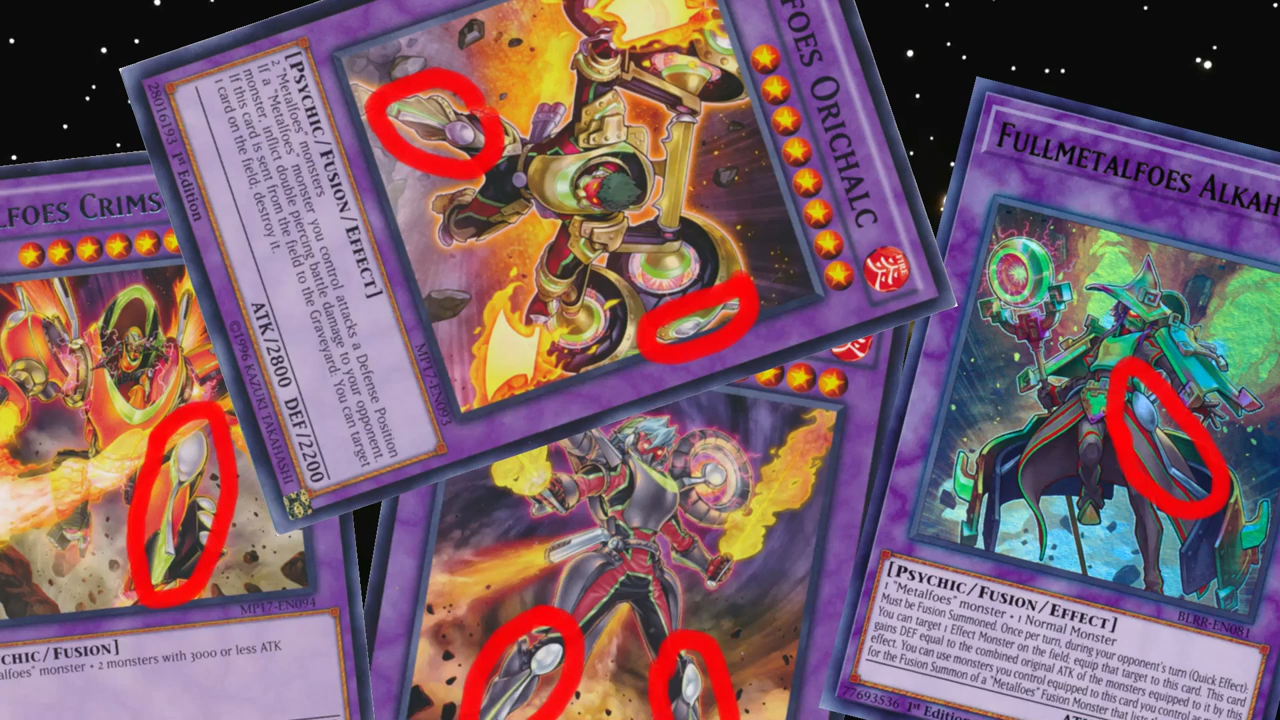 LFOES CRIMS
MP17-EN094
CHIC/FUSION]
alfoes" monster + 2 monsters with 3000 or less ATK
FOES ORICHALC
FIRE
MP17-EN093
[PSYCHIC/FUSION/EFFECT]
2 "Metalfoes" monsters
If a "Metalfoes" monster you control attacks a Defense Position
monster, inflict double piercing battle damage to your opponent.
If this card is sent from the field to the Graveyard: You can target
1 card on the field; destroy it.
ATK/2800 DEF/2200
28016193 1st Edition
©1996 KAZUKI TAKAHASHI
FULLMETALFOES ALKAH
BLRR-EN081
[PSYCHIC/FUSION/EFFECT]
1 "Metalfoes" monster + 1 Normal Monster
Must be Fusion Summoned. Once per turn, during your opponent's turn (Quick Effect):
You can target 1 Effect Monster on the field; equip that target to this card. This card
gains DEF equal to the combined original ATK of the monsters equipped to it by this
effect. You can use monsters you control equipped to this card you control
for the Fusion Summon of a "Metalfoes" Fusion Monster that lists
77693536 1st Edition